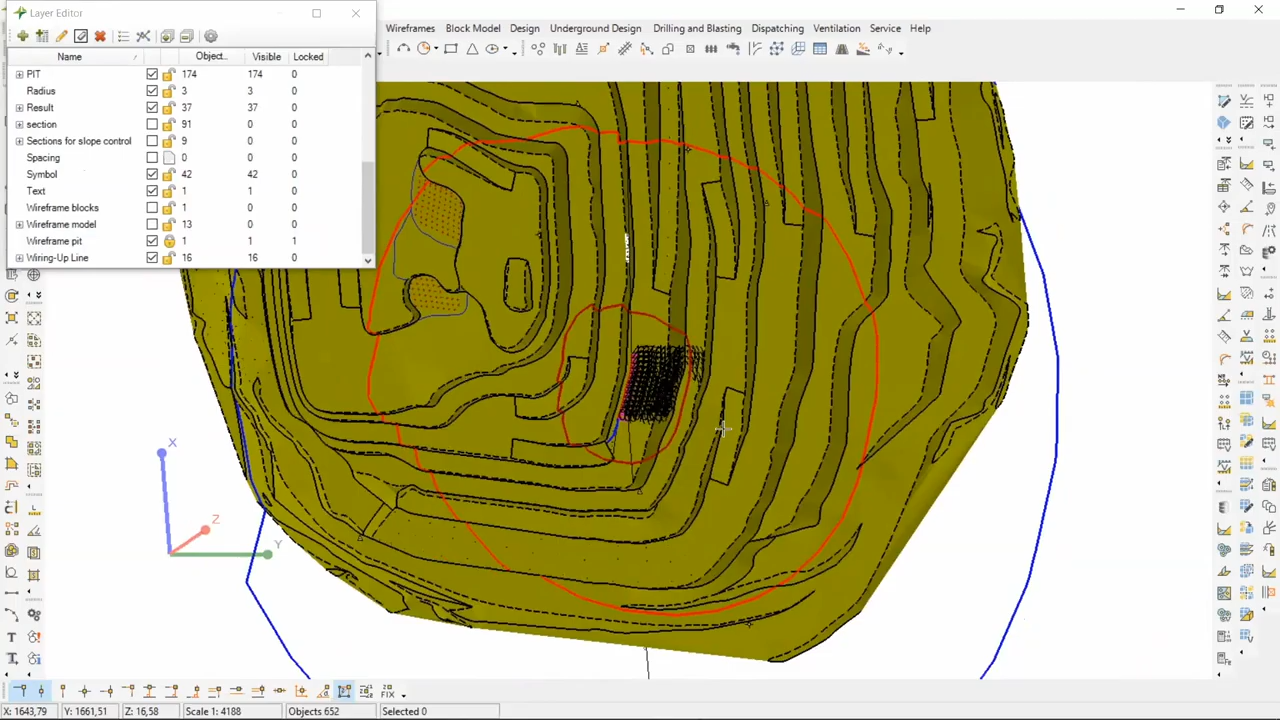 Layer Editor
Wireframes Block Model Design Underground Design Drilling and Blasting Dispatching Ventilation Service Help
Name Object... Visible Locked
PIT 174 174 0
Radius 3 3 0
Result 37 37 0
section 91 0 0
Sections for slope control 9 0 0
Spacing 0 0 0
Symbol 42 42 0
Text 1 1 0
Wireframe blocks 1 0 0
Wireframe model 13 0 0
Wireframe pit 1 1 1
Wiring-Up Line 16 16 0
X
Z
Y
FIX
X: 1643,79 Y: 1661,51 Z: 16,58 Scale 1: 4188 Objects 652 Selected 0